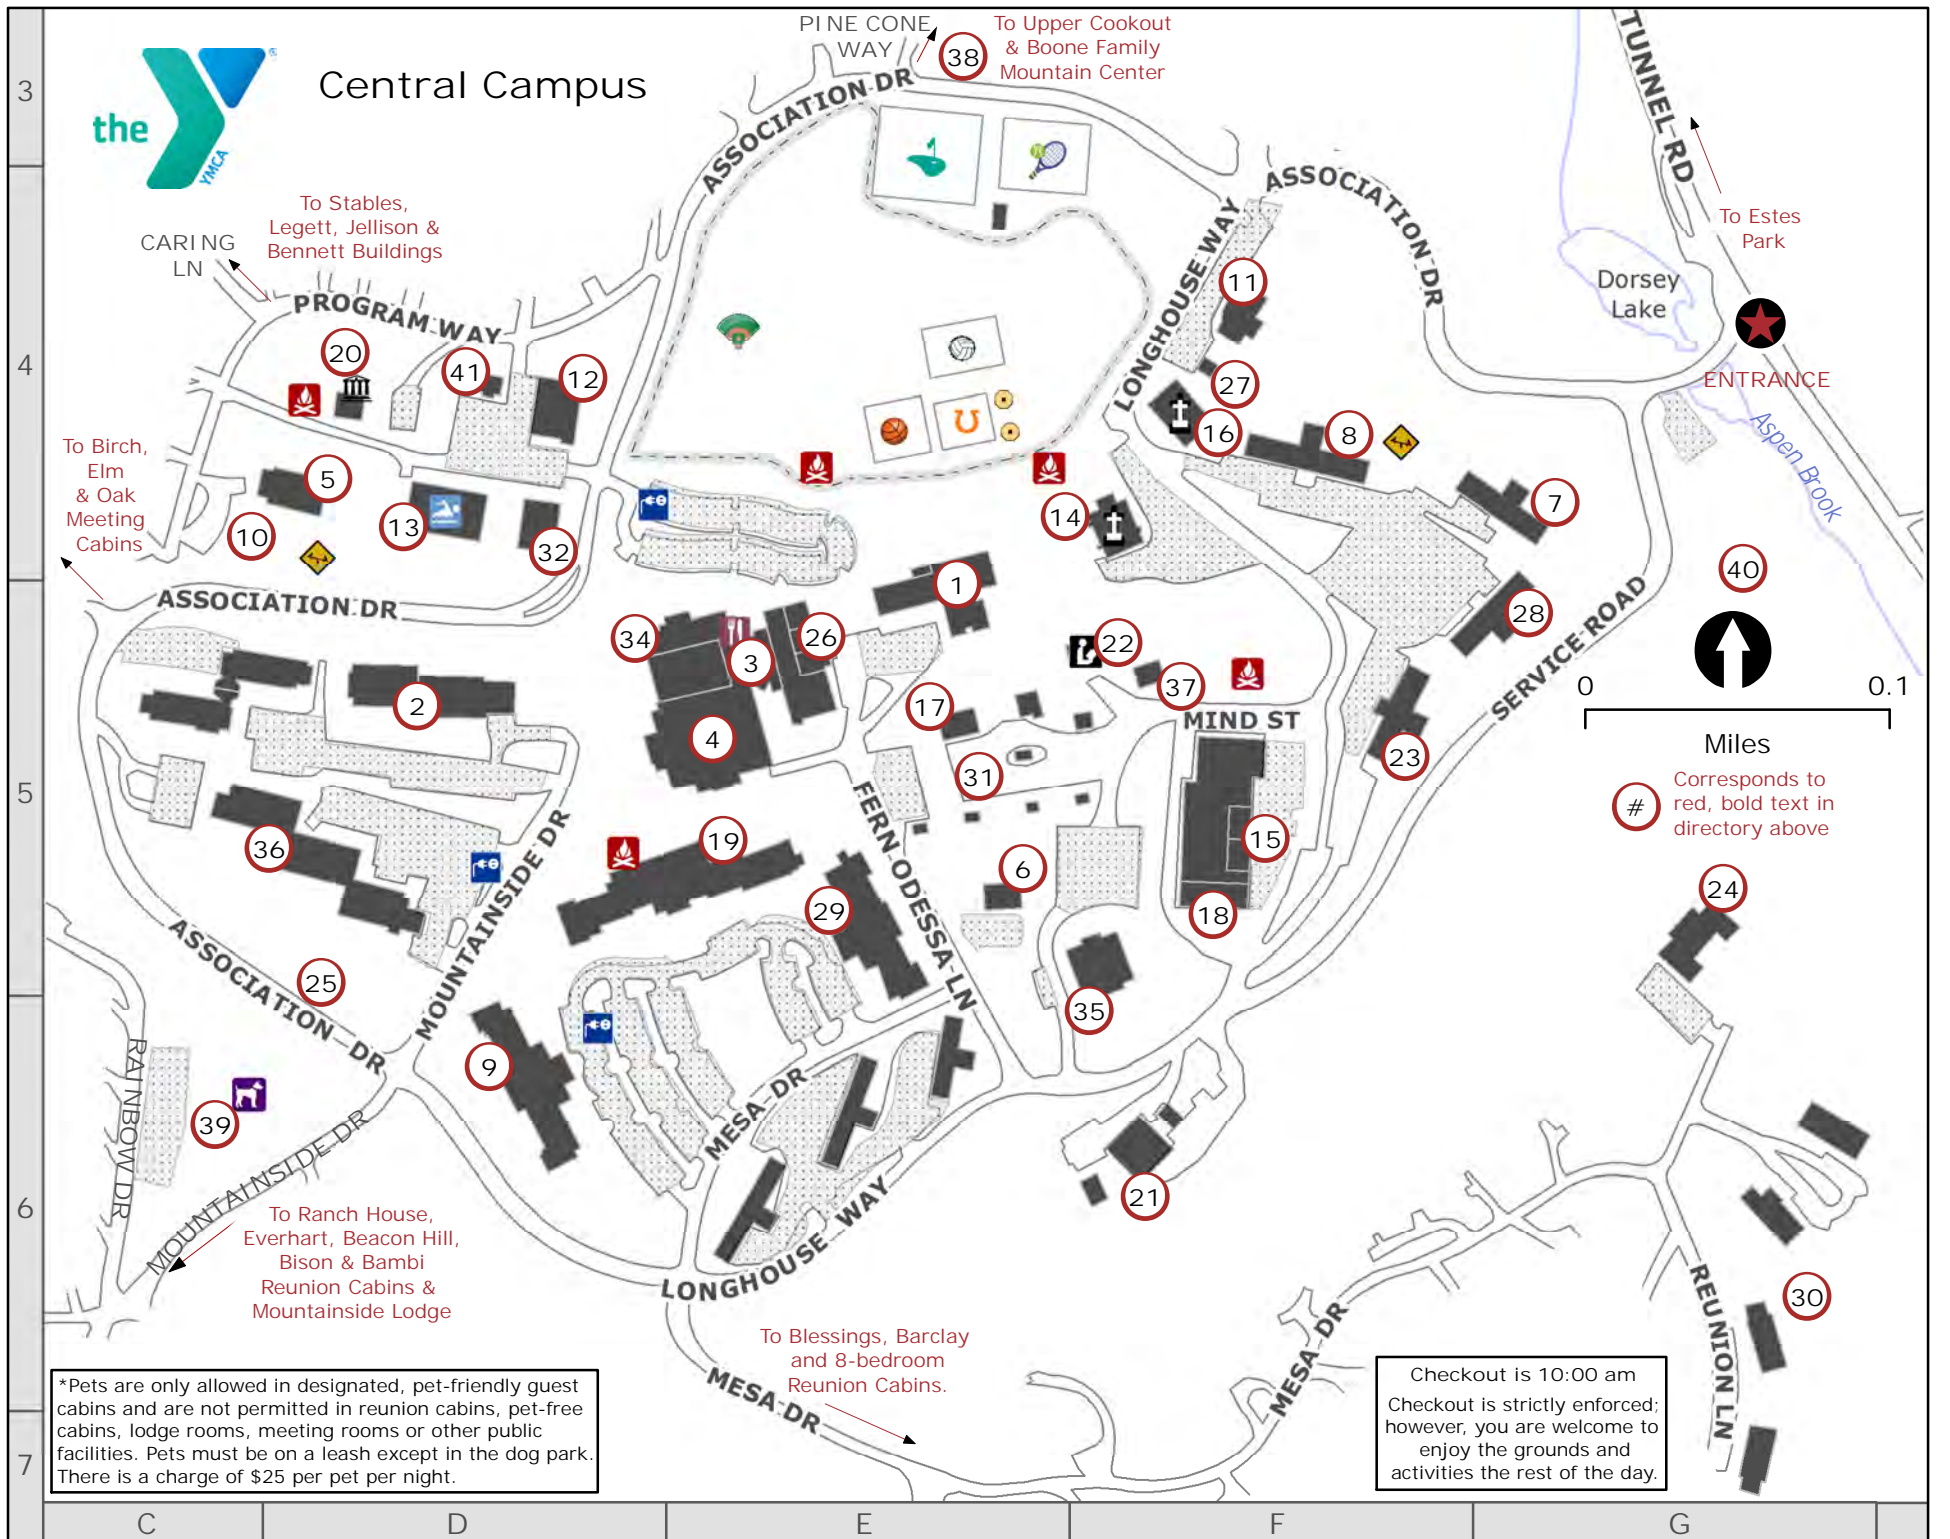 the
YMCA
®
Central Campus
PINE CONE
WAY
38
To Upper Cookout
& Boone Family
Mountain Center
3
4
5
6
7
C
D
E
F
G
ASSOCIATION DR
TUNNEL RD
To Estes
Park
To Stables,
Legett, Jellison &
Bennett Buildings
CARING
LN
PROGRAM WAY
LONGHOUSE WAY
ASSOCIATION DR
11
Dorsey
Lake
ENTRANCE
Aspen Brook
20
41
12
27
16
8
7
To Birch,
Elm
& Oak
Meeting
Cabins
5
10
13
32
14
40
ASSOCIATION DR
1
34
3
26
22
37
28
SERVICE ROAD
0
0.1
Miles
#
Corresponds to
red, bold text in
directory above
2
4
17
MIND ST
31
23
36
MOUNTAINSIDE DR
19
FERN ODESSA LN
6
15
29
18
24
ASSOCIATION DR
25
35
9
RAINBOW DR
39
MESA DR
21
MOUNTAINSIDE DR
To Ranch House,
Everhart, Beacon Hill,
Bison & Bambi
Reunion Cabins &
Mountainside Lodge
LONGHOUSE WAY
30
REUNION LN
MESA DR
To Blessings, Barclay
and 8-bedroom
Reunion Cabins.
MESA DR
*Pets are only allowed in designated, pet-friendly guest
cabins and are not permitted in reunion cabins, pet-free
cabins, lodge rooms, meeting rooms or other public
facilities. Pets must be on a leash except in the dog park.
There is a charge of $25 per pet per night.
Checkout is 10:00 am
Checkout is strictly enforced;
however, you are welcome to
enjoy the grounds and
activities the rest of the day.